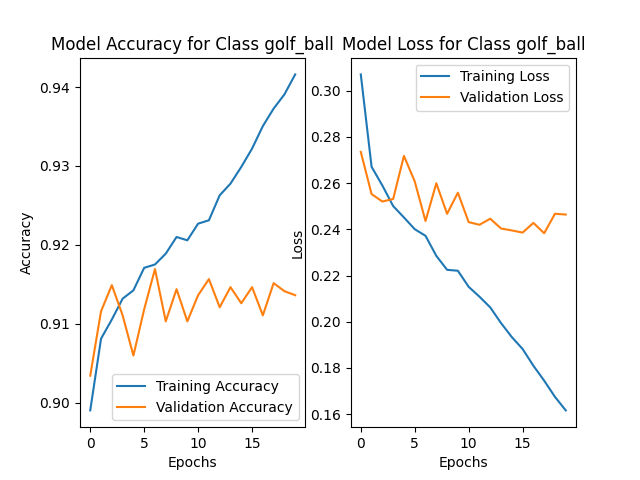 Model Accuracy for Class golf_ball
0.94
0.93
0.92
0.91
0.90
Accuracy
Training Accuracy
Validation Accuracy
0
5
10
15
Epochs
Model Loss for Class golf_ball
0.30
0.28
0.26
0.24
0.22
0.20
0.18
0.16
Loss
Training Loss
Validation Loss
0
5
10
15
Epochs